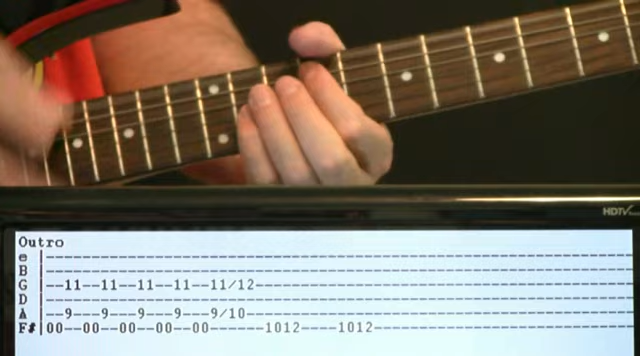 HDTV
Outro
e |---------------------------------------------------
B |---------------------------------------------------
G |--11--11--11--11--11/12----------------------------
D |---------------------------------------------------
A |--9---9---9---9---9/10-----------------------------
F#|00--00--00--00--00------1012----1012---------------